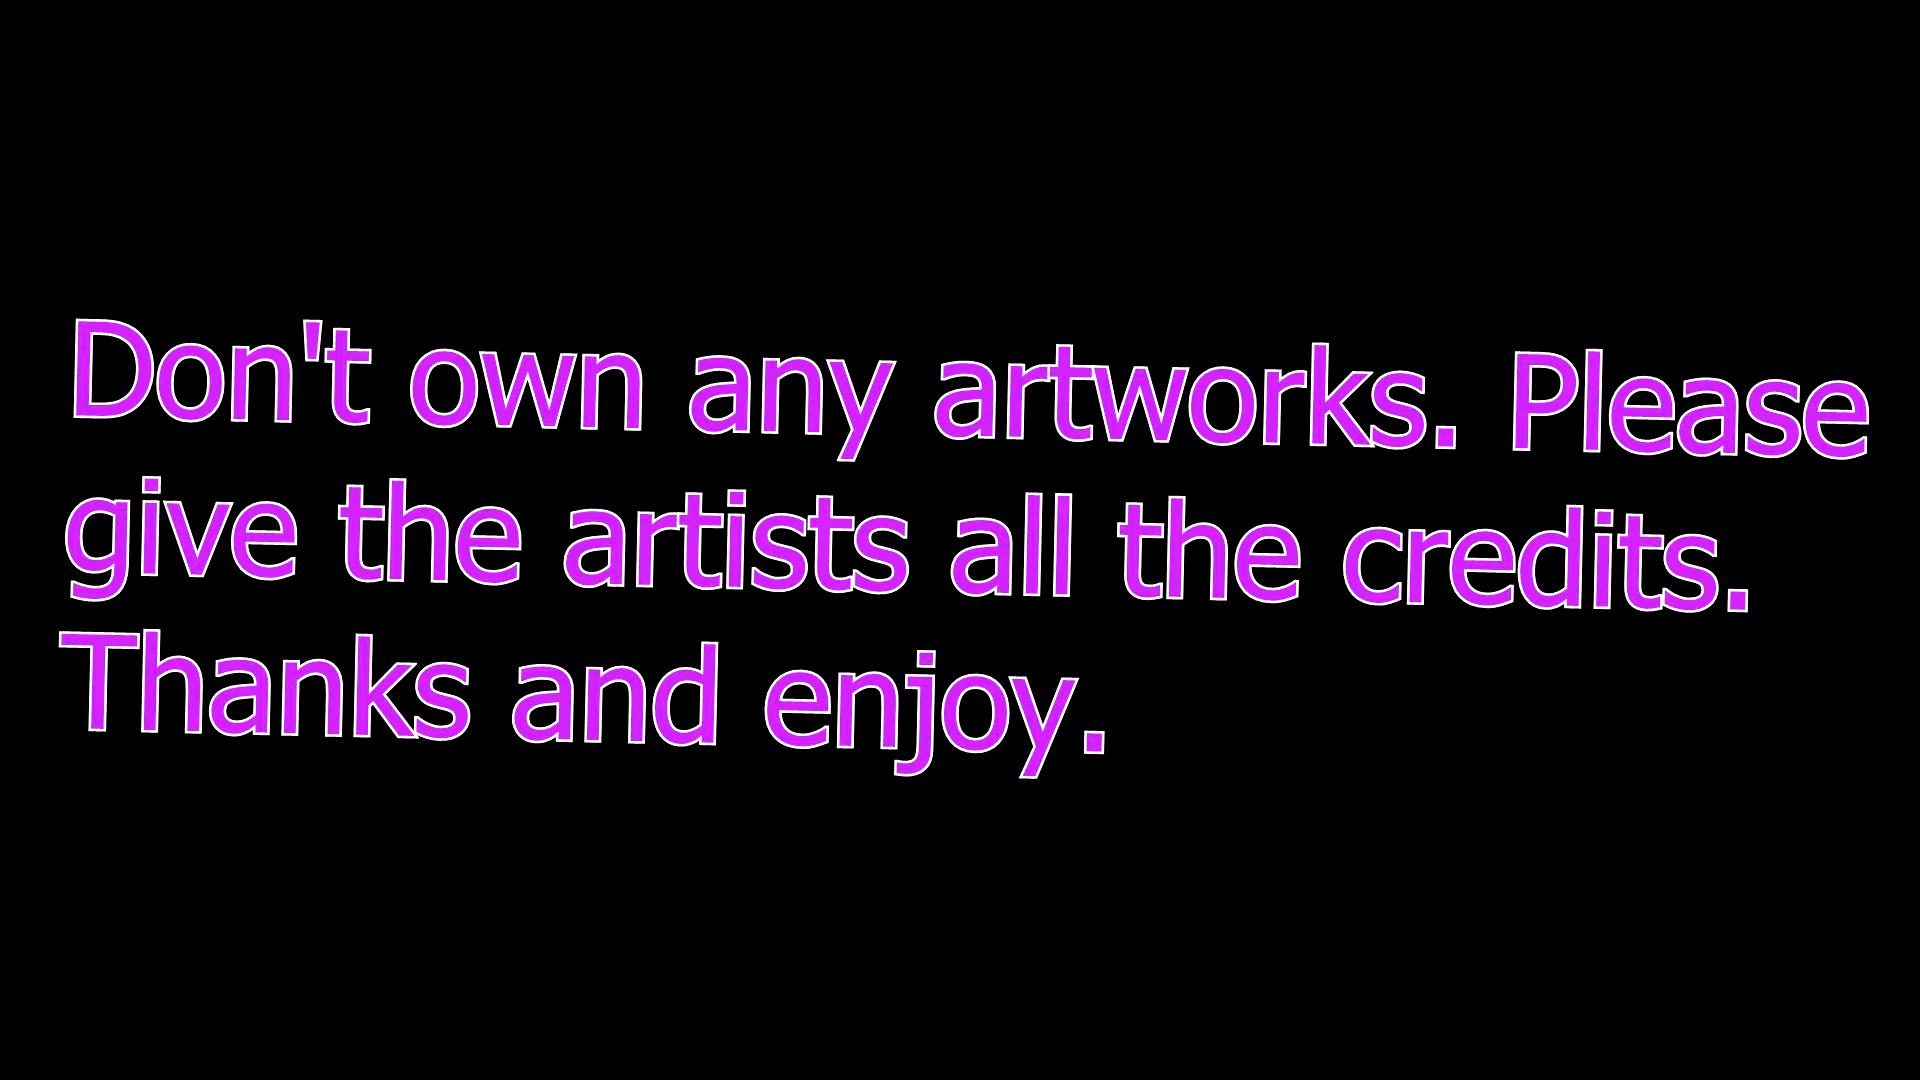 Don't own any artworks. Please
give the artists all the credits.
Thanks and enjoy.